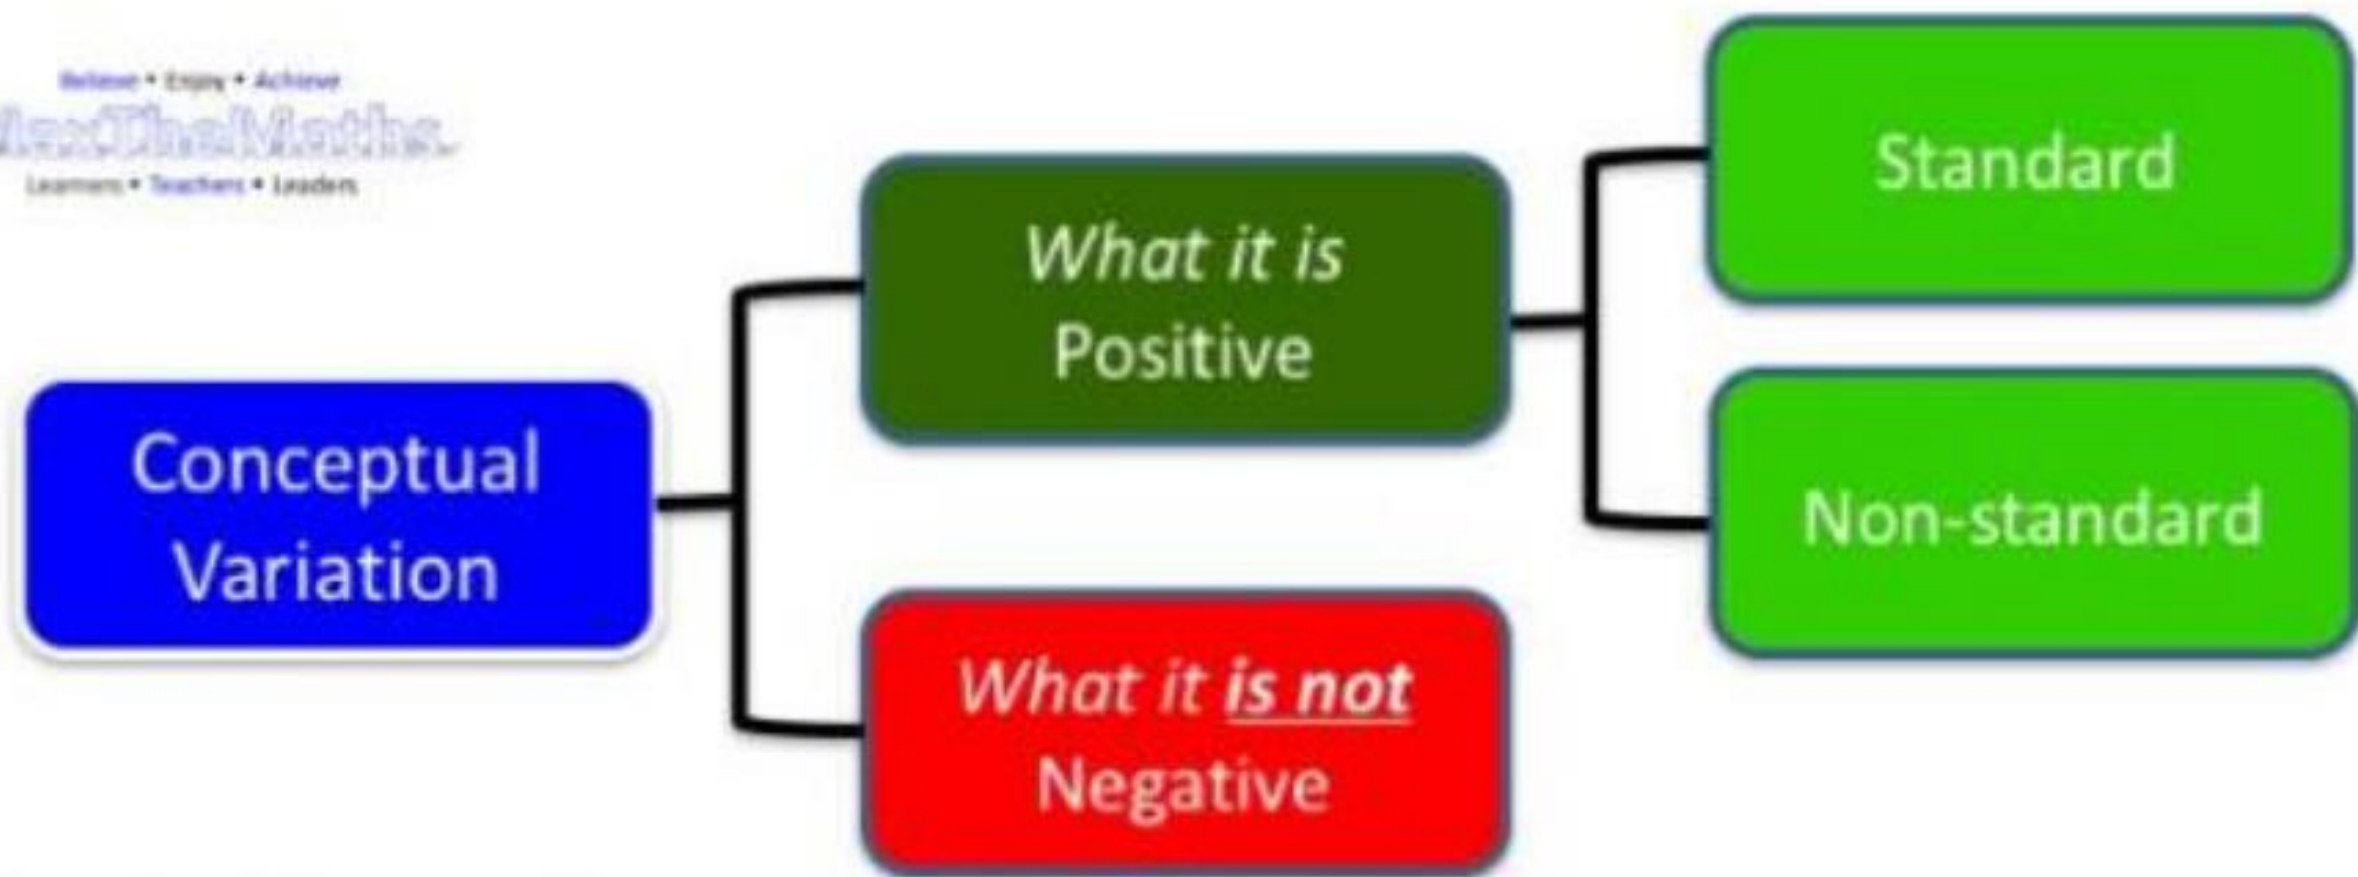 Believe • Enjoy • Achieve
MaxTheMaths
Learners • Teachers • Leaders
Conceptual
Variation
What it is
Positive
What it is not
Negative
Standard
Non-standard